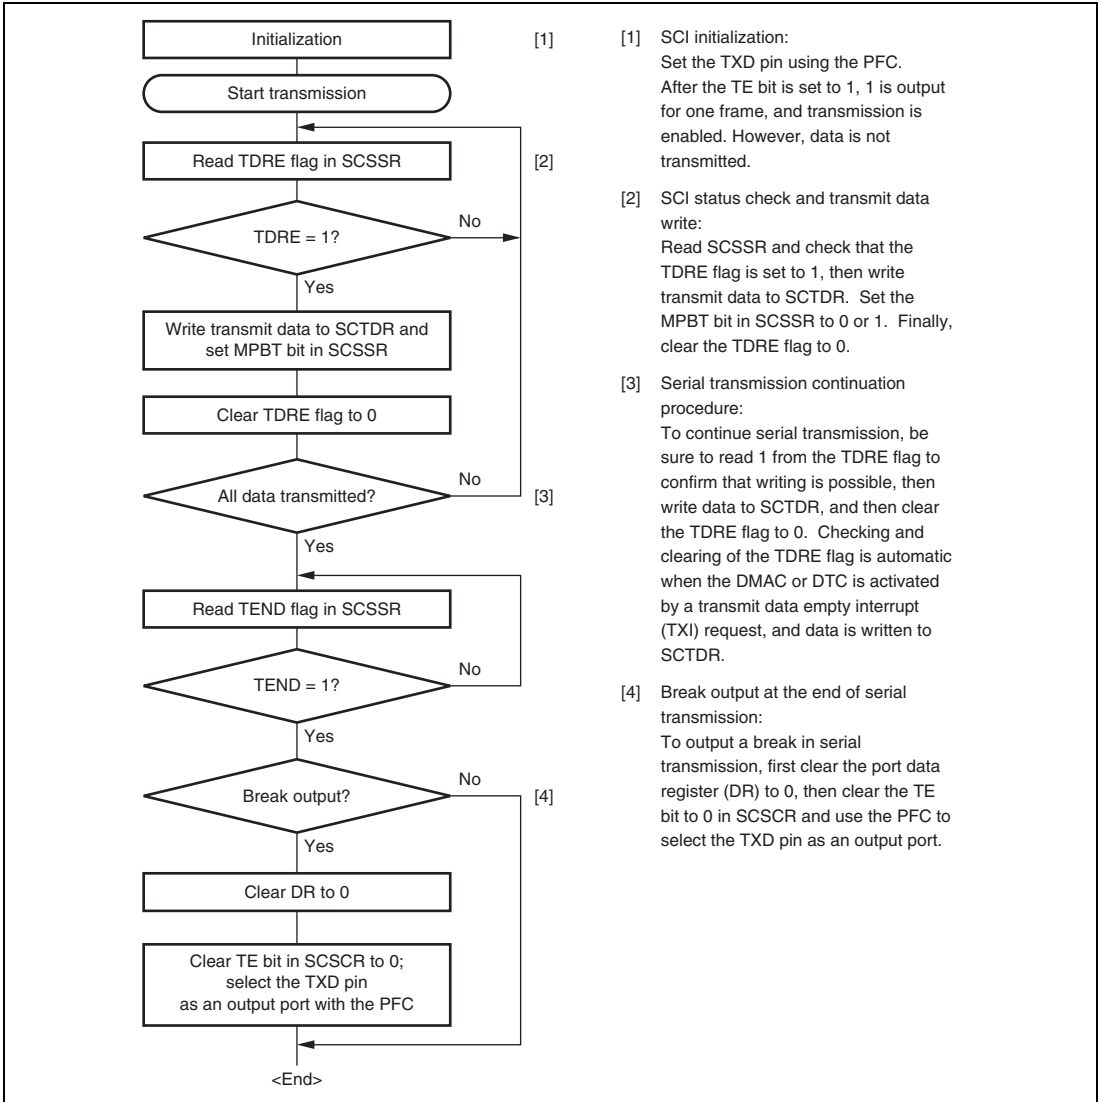 Initialization
[1]
Start transmission
Read TDRE flag in SCSSR
[2]
No
TDRE = 1?
Yes
Write transmit data to SCTDR and
set MPBT bit in SCSSR
Clear TDRE flag to 0
No
All data transmitted?
[3]
Yes
Read TEND flag in SCSSR
No
TEND = 1?
Yes
No
Break output?
[4]
Yes
Clear DR to 0
Clear TE bit in SCSCR to 0;
select the TXD pin
as an output port with the PFC
<End>
[1] SCI initialization:
Set the TXD pin using the PFC.
After the TE bit is set to 1, 1 is output
for one frame, and transmission is
enabled. However, data is not
transmitted.
[2] SCI status check and transmit data
write:
Read SCSSR and check that the
TDRE flag is set to 1, then write
transmit data to SCTDR. Set the
MPBT bit in SCSSR to 0 or 1. Finally,
clear the TDRE flag to 0.
[3] Serial transmission continuation
procedure:
To continue serial transmission, be
sure to read 1 from the TDRE flag to
confirm that writing is possible, then
write data to SCTDR, and then clear
the TDRE flag to 0. Checking and
clearing of the TDRE flag is automatic
when the DMAC or DTC is activated
by a transmit data empty interrupt
(TXI) request, and data is written to
SCTDR.
[4] Break output at the end of serial
transmission:
To output a break in serial
transmission, first clear the port data
register (DR) to 0, then clear the TE
bit to 0 in SCSCR and use the PFC to
select the TXD pin as an output port.